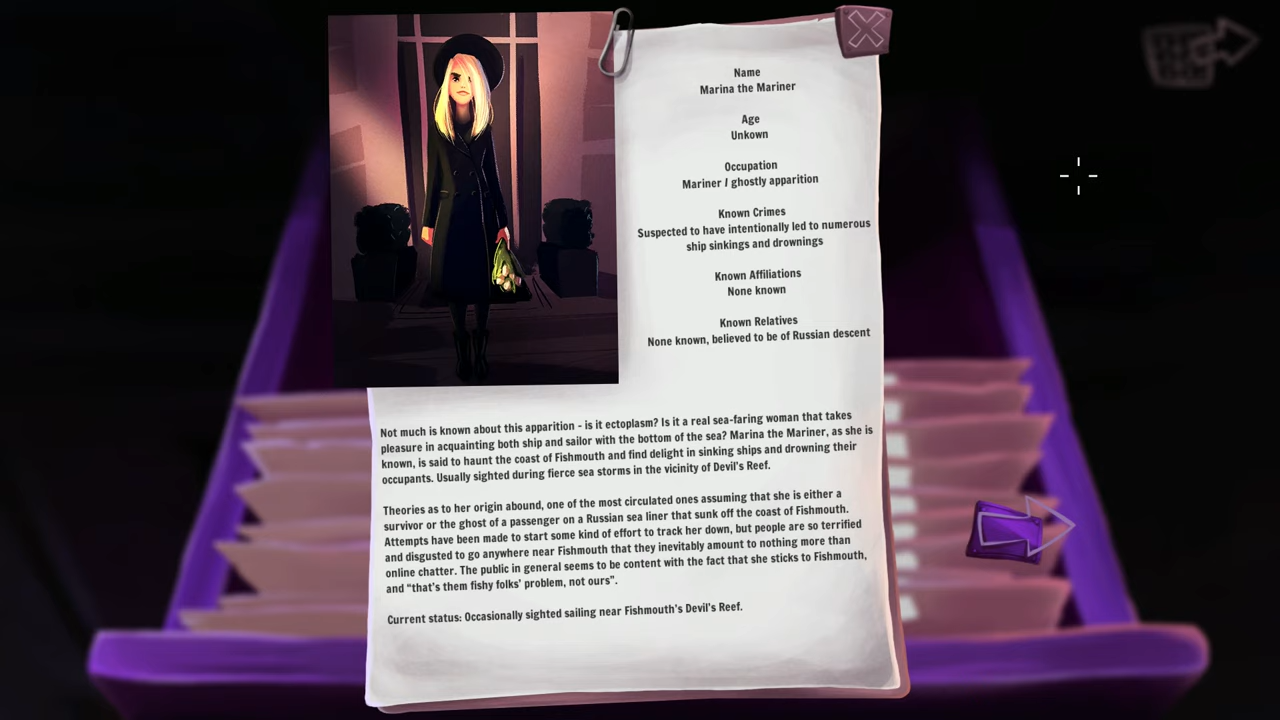 Name
Marina the Mariner
Age
Unkown
Occupation
Mariner / ghostly apparition
Known Crimes
Suspected to have intentionally led to numerous
ship sinkings and drownings
Known Affiliations
None known
Known Relatives
None known, believed to be of Russian descent
Not much is known about this apparition - is it ectoplasm? Is it a real sea-faring woman that takes
pleasure in acquainting both ship and sailor with the bottom of the sea? Marina the Mariner, as she is
known, is said to haunt the coast of Fishmouth and find delight in sinking ships and drowning their
occupants. Usually sighted during fierce sea storms in the vicinity of Devil's Reef.
Theories as to her origin abound, one of the most circulated ones assuming that she is either a
survivor or the ghost of a passenger on a Russian sea liner that sunk off the coast of Fishmouth.
Attempts have been made to start some kind of effort to track her down, but people are so terrified
and disgusted to go anywhere near Fishmouth that they inevitably amount to nothing more than
online chatter. The public in general seems to be content with the fact that she sticks to Fishmouth,
and "that's them fishy folks' problem, not ours".
Current status: Occasionally sighted sailing near Fishmouth's Devil's Reef.